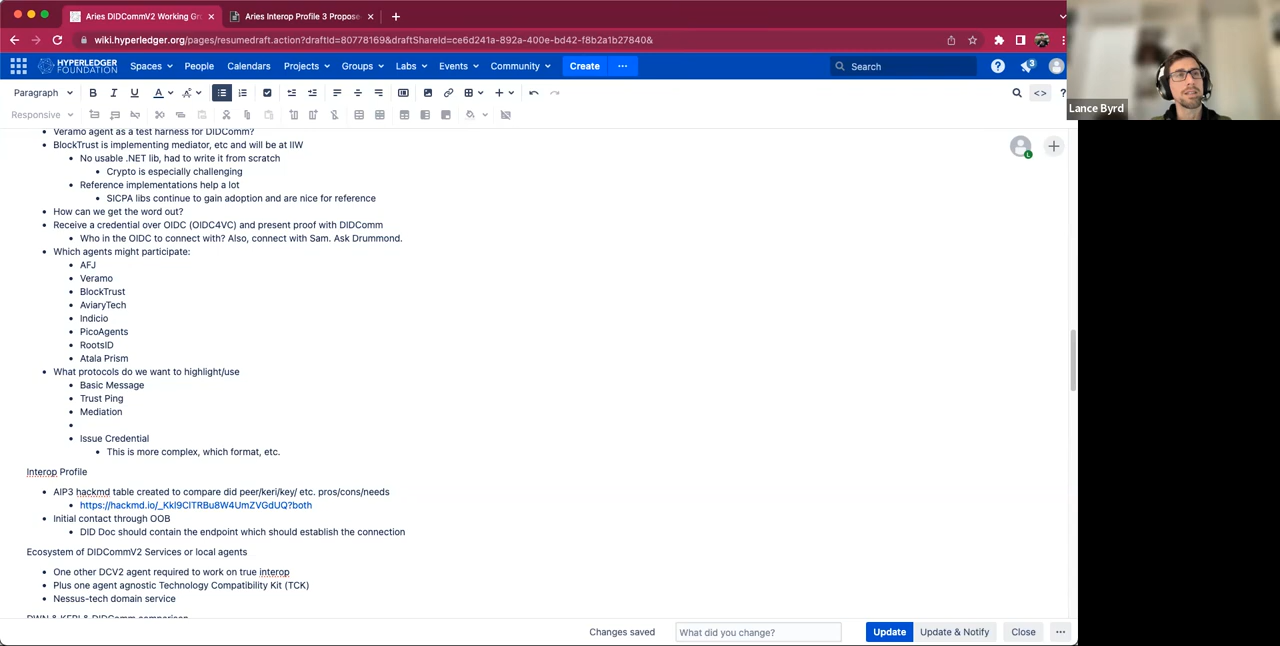 Aries DIDCommV2 Working Gr
Aries Interop Profile 3 Propose
wiki.hyperledger.org/pages/resumedraft.action?draftId=80778169&draftShareId=ce6d241a-892a-400e-bd42-f8b2a1b27840&
HYPERLEDGER
FOUNDATION
Spaces
People
Calendars
Projects
Groups
Labs
Events
Community
Create
Search
3
Lance Byrd
Paragraph
B
I
U
A
Responsive
Veramo agent as a test harness for DIDComm?
BlockTrust is implementing mediator, etc and will be at IIW
No usable .NET lib, had to write it from scratch
Crypto is especially challenging
Reference implementations help a lot
SICPA libs continue to gain adoption and are nice for reference
How can we get the word out?
Receive a credential over OIDC (OIDC4VC) and present proof with DIDComm
Who in the OIDC to connect with? Also, connect with Sam. Ask Drummond.
Which agents might participate:
AFJ
Veramo
BlockTrust
AviaryTech
Indicio
PicoAgents
RootsID
Atala Prism
What protocols do we want to highlight/use
Basic Message
Trust Ping
Mediation
Issue Credential
This is more complex, which format, etc.
Interop Profile
AIP3 hackmd table created to compare did peer/keri/key/ etc. pros/cons/needs
https://hackmd.io/_KkI9ClTRBu8W4UmZVGdUQ?both
Initial contact through OOB
DID Doc should contain the endpoint which should establish the connection
Ecosystem of DIDCommV2 Services or local agents
One other DCV2 agent required to work on true interop
Plus one agent agnostic Technology Compatibility Kit (TCK)
Nessus-tech domain service
DWN & KERI & DIDComm comparison
Changes saved
What did you change?
Update
Update & Notify
Close